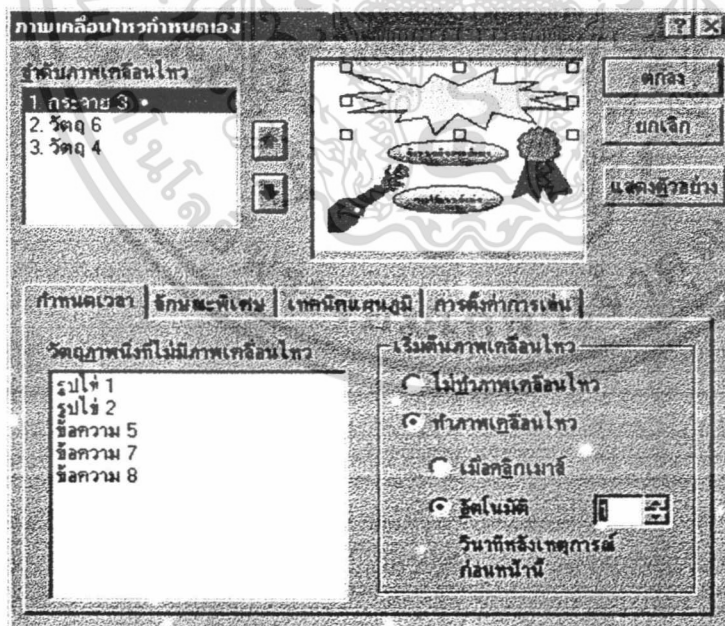 ภาพเคลื่อนไหวกำหนดเอง
ลำดับภาพเคลื่อนไหว
1. กระจาย 3
2. วัตถุ 6
3. วัตถุ 4
ตกลง
ยกเลิก
แสดงตัวอย่าง
กำหนดเวลา
ลักษณะพิเศษ
เทคนิคแผนภูมิ
การตั้งค่าการเล่น
วัตถุภาพนิ่งที่ไม่มีภาพเคลื่อนไหว
รูปไข่ 1
รูปไข่ 2
ข้อความ 5
ข้อความ 7
ข้อความ 8
เริ่มต้นภาพเคลื่อนไหว
ไม่ทำภาพเคลื่อนไหว
ทำภาพเคลื่อนไหว
เมื่อคลิกเมาส์
อัตโนมัติ 1
วินาทีหลังเหตุการณ์
ก่อนหน้านี้